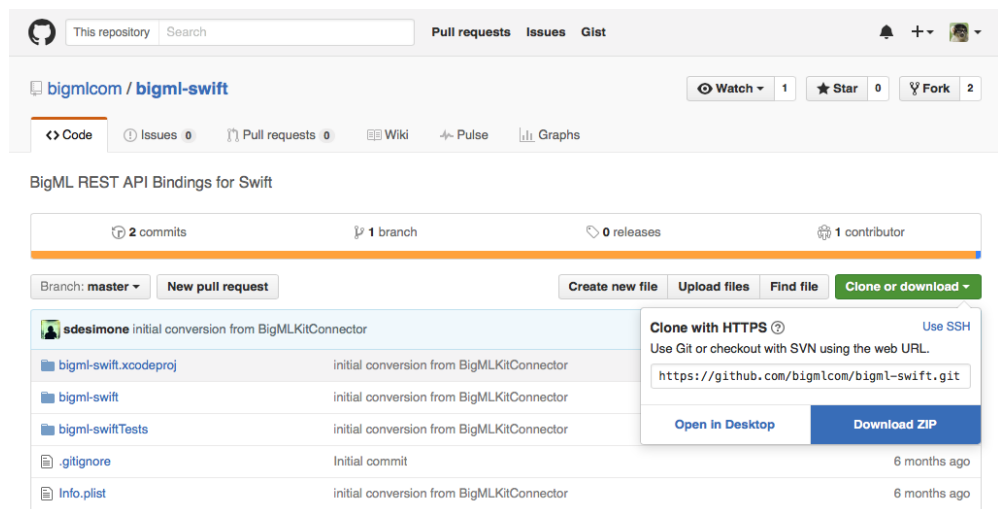 This repository Search Pull requests Issues Gist
bigmlcom / bigml-swift Watch 1 Star 0 Fork 2
Code Issues 0 Pull requests 0 Wiki Pulse Graphs
BigML REST API Bindings for Swift
2 commits 1 branch 0 releases 1 contributor
Branch: master New pull request Create new file Upload files Find file Clone or download
sdesimone initial conversion from BigMLKitConnector
Clone with HTTPS ? Use SSH
Use Git or checkout with SVN using the web URL.
https://github.com/bigmlcom/bigml-swift.git
Open in Desktop Download ZIP
bigml-swift.xcodeproj initial conversion from BigMLKitConnector
bigml-swift initial conversion from BigMLKitConnector
bigml-swiftTests initial conversion from BigMLKitConnector
.gitignore Initial commit 6 months ago
Info.plist initial conversion from BigMLKitConnector 6 months ago